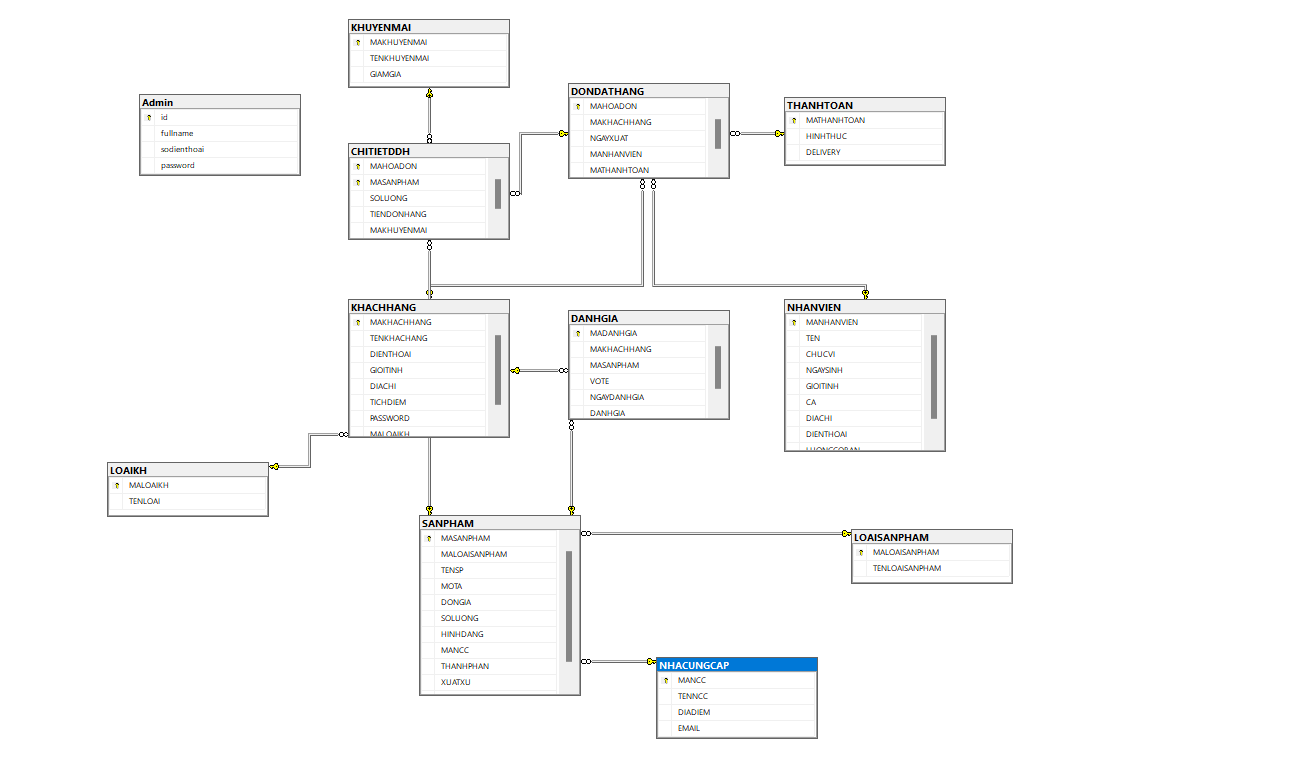 KHUYENMAI
MAKHUYENMAI
TENKHUYENMAI
GIAMGIA
Admin
id
fullname
sodienthoai
password
DONDATHANG
MAHOADON
MAKHACHHANG
NGAYXUAT
MANHANVIEN
MATHANHTOAN
THANHTOAN
MATHANHTOAN
HINHTHUC
DELIVERY
CHITIETDDH
MAHOADON
MASANPHAM
SOLUONG
TIENDONHANG
MAKHUYENMAI
KHACHHANG
MAKHACHHANG
TENKHACHANG
DIENTHOAI
GIOITINH
DIACHI
TICHDIEM
PASSWORD
MALOAIKH
DANHGIA
MADANHGIA
MAKHACHHANG
MASANPHAM
VOTE
NGAYDANHGIA
DANHGIA
NHANVIEN
MANHANVIEN
TEN
CHUCVI
NGAYSINH
GIOITINH
CA
DIACHI
DIENTHOAI
LOAIKH
MALOAIKH
TENLOAI
SANPHAM
MASANPHAM
MALOAISANPHAM
TENSP
MOTA
DONGIA
SOLUONG
HINHDANG
MANCC
THANHPHAN
XUATXU
LOAISANPHAM
MALOAISANPHAM
TENLOAISANPHAM
NHACUNGCAP
MANCC
TENNCC
DIADIEM
EMAIL